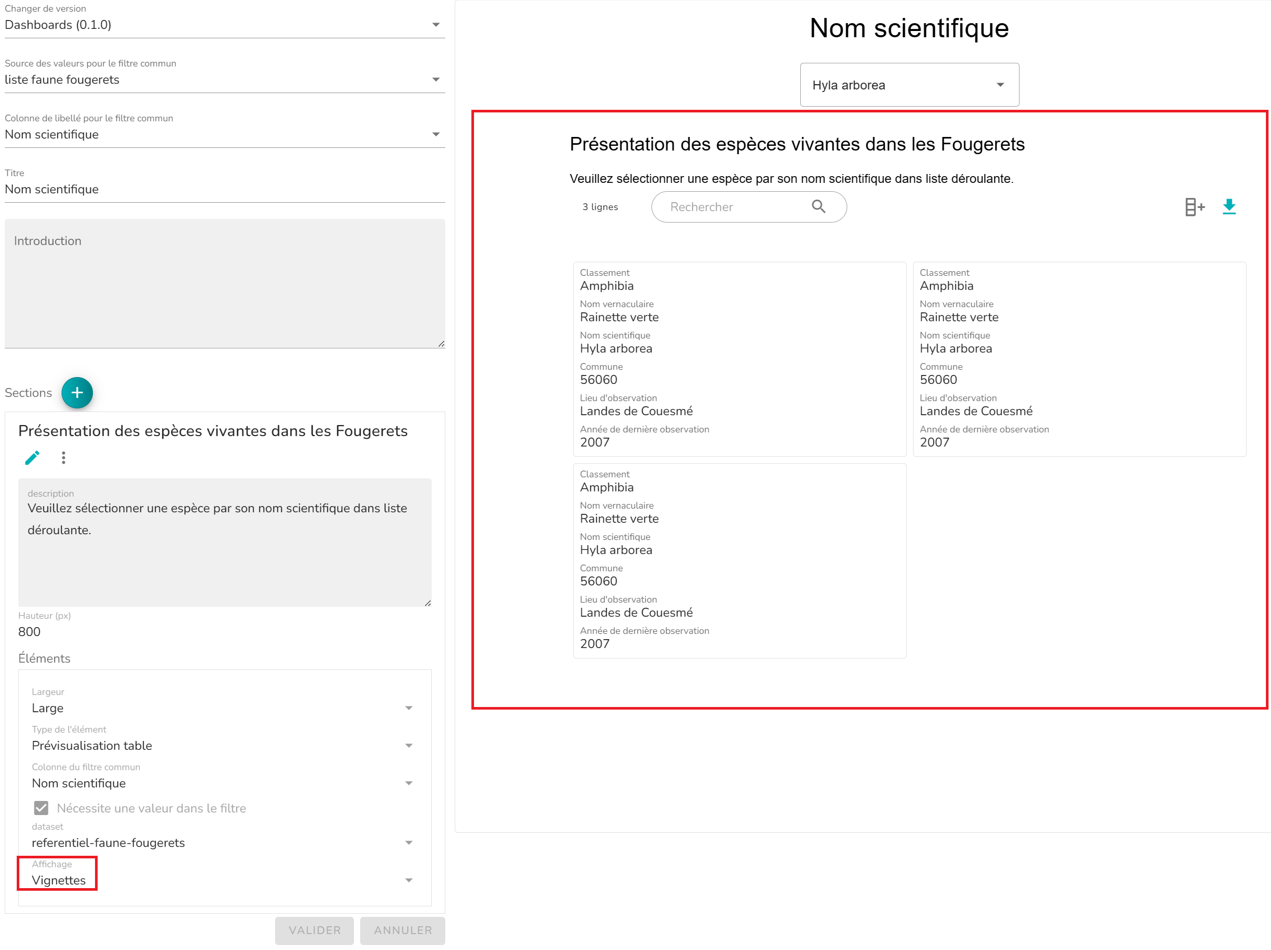 Changer de version
Dashboards (0.1.0)
Source des valeurs pour le filtre commun
liste faune fougerets
Colonne de libellé pour le filtre commun
Nom scientifique
Titre
Nom scientifique
Introduction
Sections
+
Présentation des espèces vivantes dans les Fougerets
description
Veuillez sélectionner une espèce par son nom scientifique dans liste
déroulante.
Hauteur (px)
800
Éléments
Largeur
Large
Type de l'élément
Prévisualisation table
Colonne du filtre commun
Nom scientifique
Nécessite une valeur dans le filtre
dataset
referentiel-faune-fougerets
Affichage
Vignettes
VALIDER
ANNULER
Nom scientifique
Hyla arborea
Présentation des espèces vivantes dans les Fougerets
Veuillez sélectionner une espèce par son nom scientifique dans liste déroulante.
3 lignes
Rechercher
Classement
Amphibia
Nom vernaculaire
Rainette verte
Nom scientifique
Hyla arborea
Commune
56060
Lieu d'observation
Landes de Couesmé
Année de dernière observation
2007
Classement
Amphibia
Nom vernaculaire
Rainette verte
Nom scientifique
Hyla arborea
Commune
56060
Lieu d'observation
Landes de Couesmé
Année de dernière observation
2007
Classement
Amphibia
Nom vernaculaire
Rainette verte
Nom scientifique
Hyla arborea
Commune
56060
Lieu d'observation
Landes de Couesmé
Année de dernière observation
2007